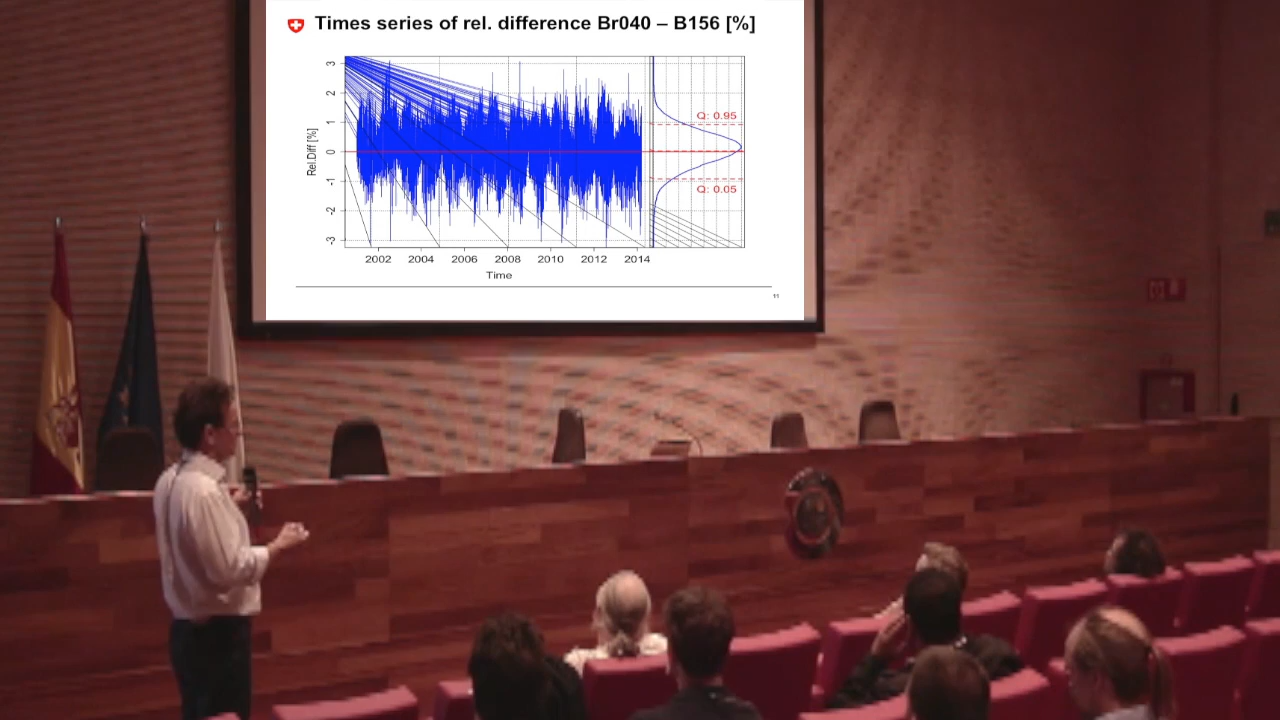 Times series of rel. difference Br040 – B156 [%]
3
2
1
0
-1
-2
-3
Rel.Diff [%]
Q: 0.95
Q: 0.05
2002 2004 2006 2008 2010 2012 2014
Time
11